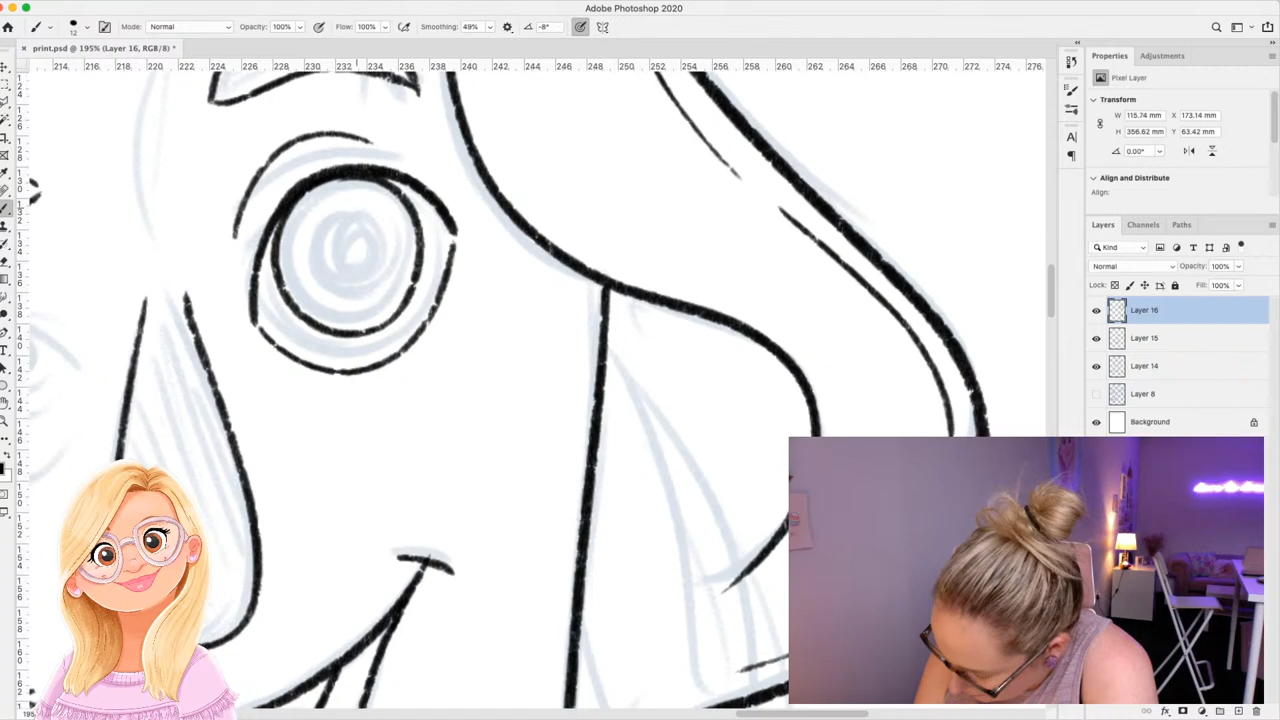 Adobe Photoshop 2020
12
Mode: Normal
Opacity: 100%
Flow: 100%
Smoothing: 49%
-8°
print.psd @ 195% (Layer 16, RGB/8) *
214 216 218 220 222 224 226 228 230 232 234 236 238 240 242 244 246 248 250 252 254 256 258 260 262 264 266 268 270 272 274 276
Properties Adjustments
Pixel Layer
Transform
W 115.74 mm X 173.14 mm
H 356.62 mm Y 63.42 mm
0.00°
Align and Distribute
Align:
Layers Channels Paths
Kind
Normal Opacity: 100%
Lock: Fill: 100%
Layer 16
Layer 15
Layer 14
Layer 8
Background